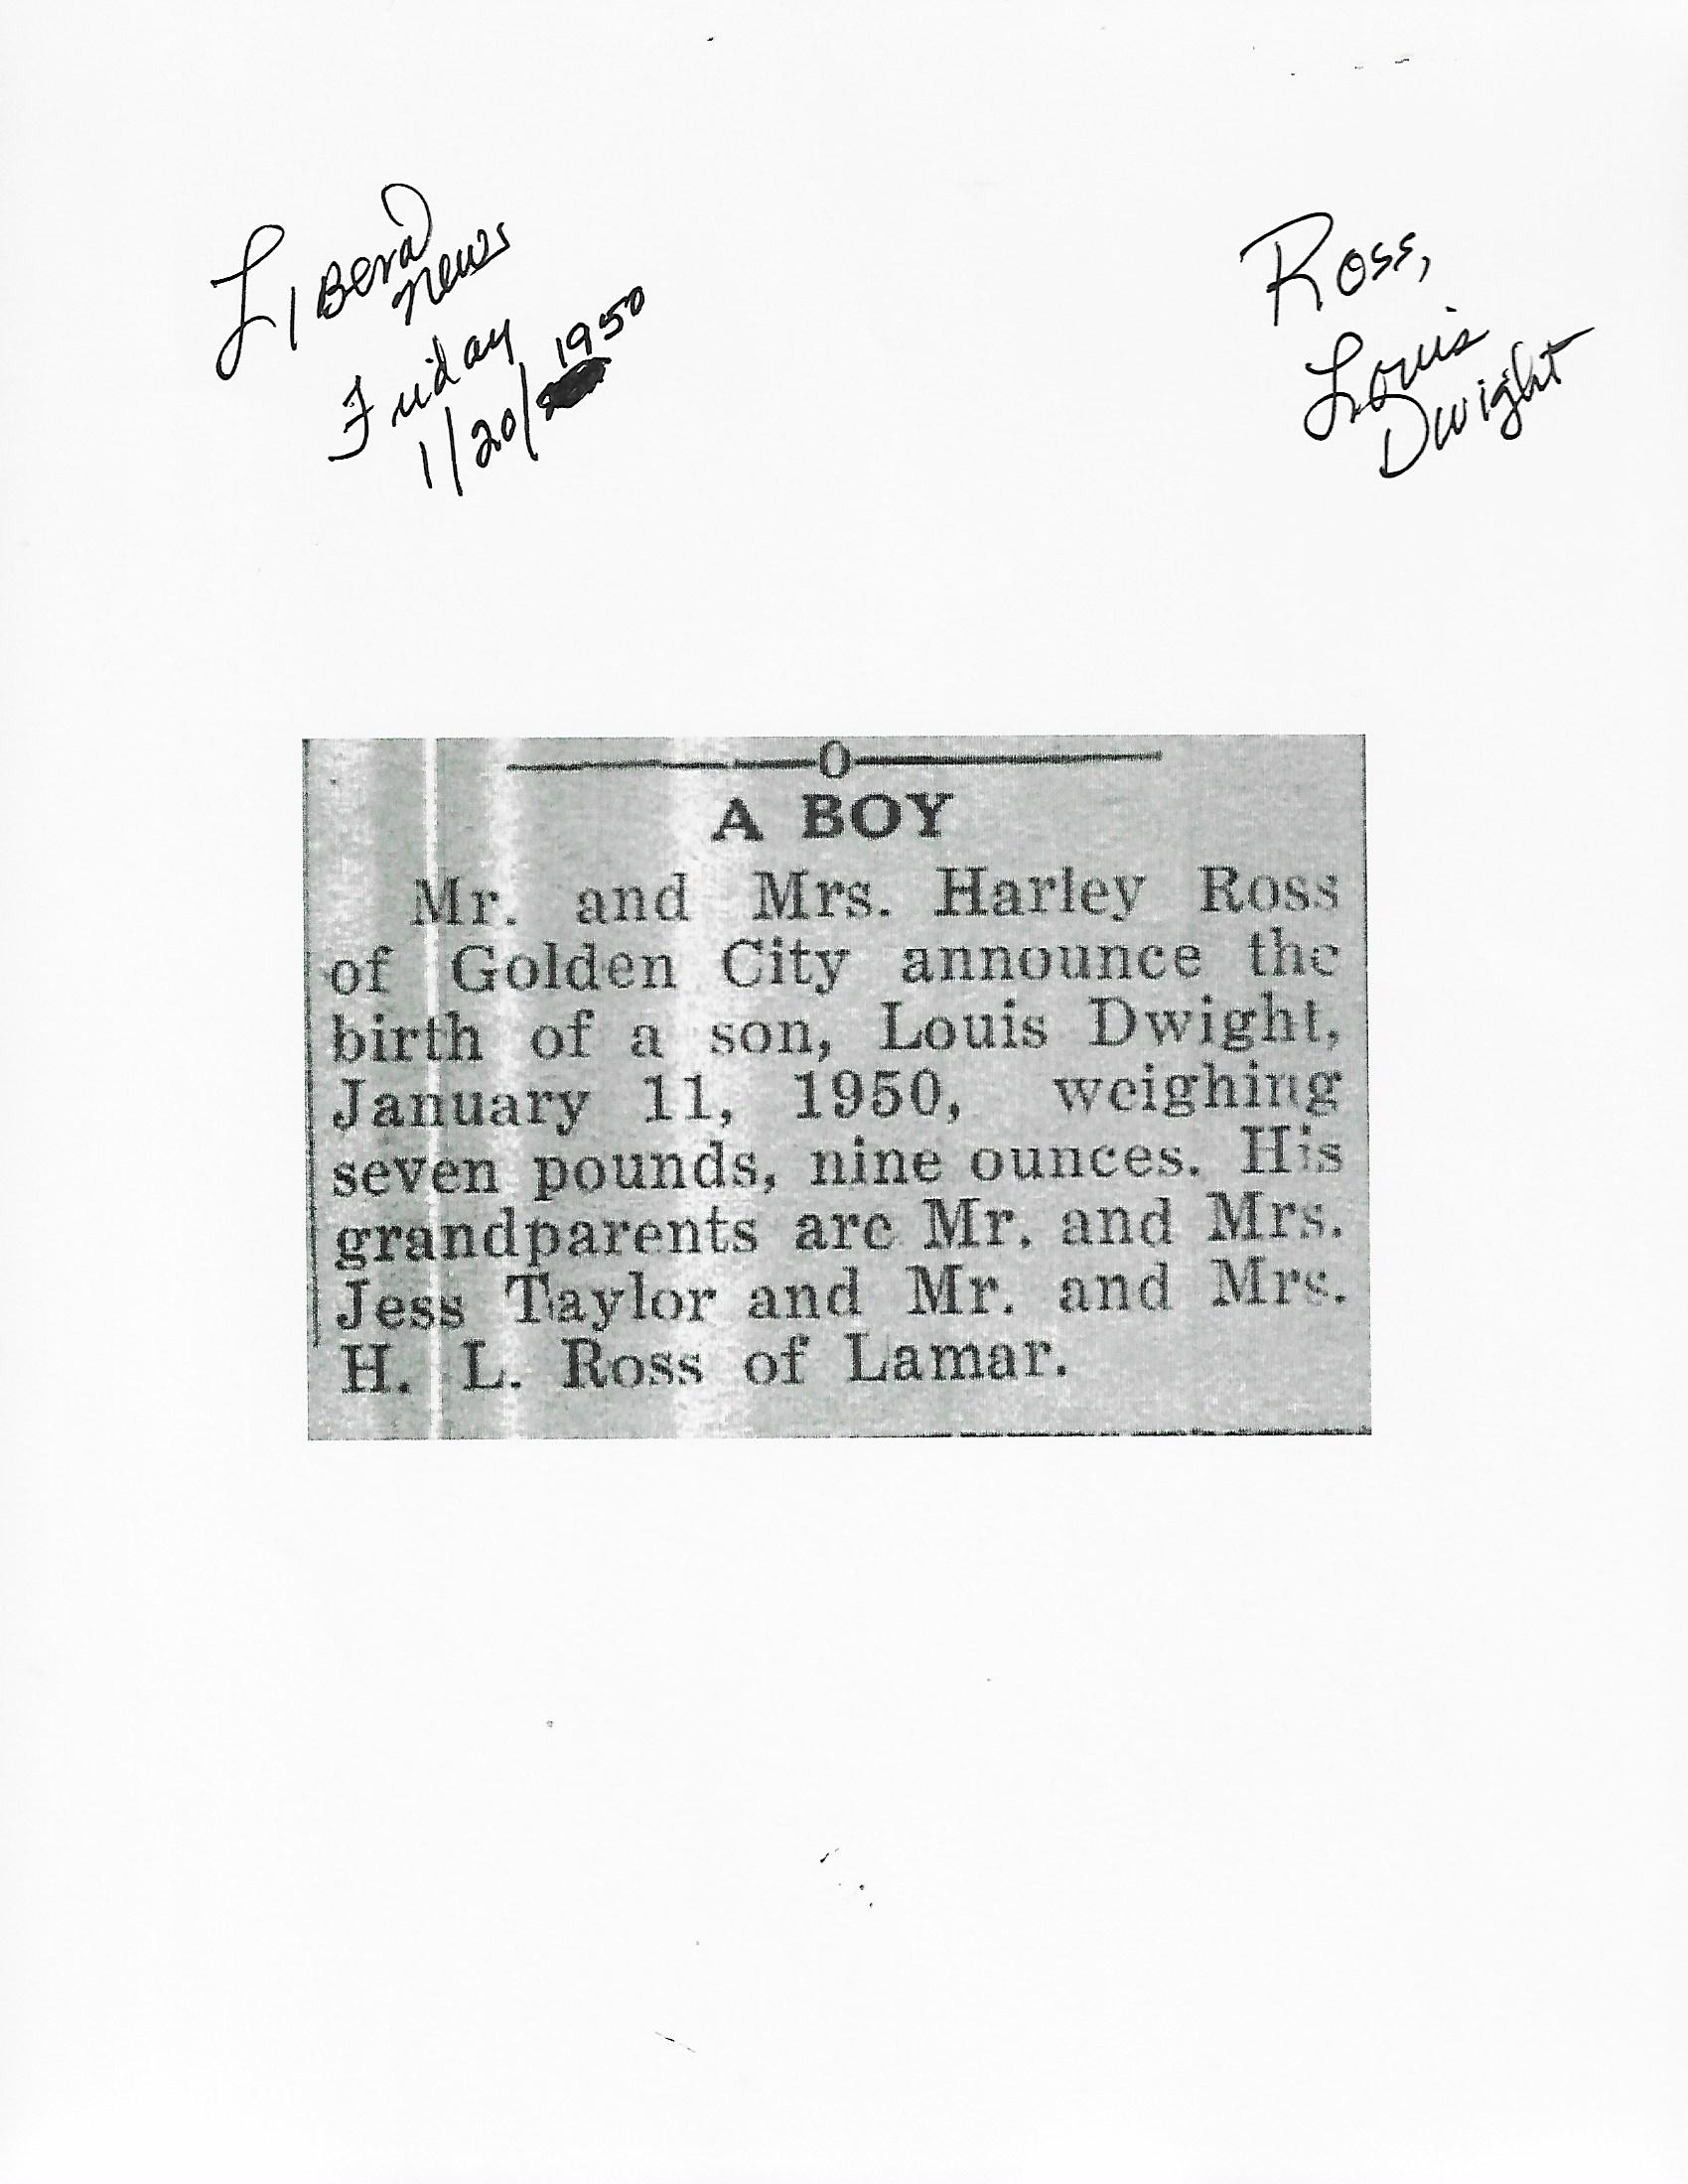 Liberal
News
Friday
1/20/1950
Ross,
Louis
Dwight
O
A BOY
Mr. and Mrs. Harley Ross
of Golden City announce the
birth of a son, Louis Dwight,
January 11, 1950, weighing
seven pounds, nine ounces. His
grandparents are Mr. and Mrs.
Jess Taylor and Mr. and Mrs.
H. L. Ross of Lamar.